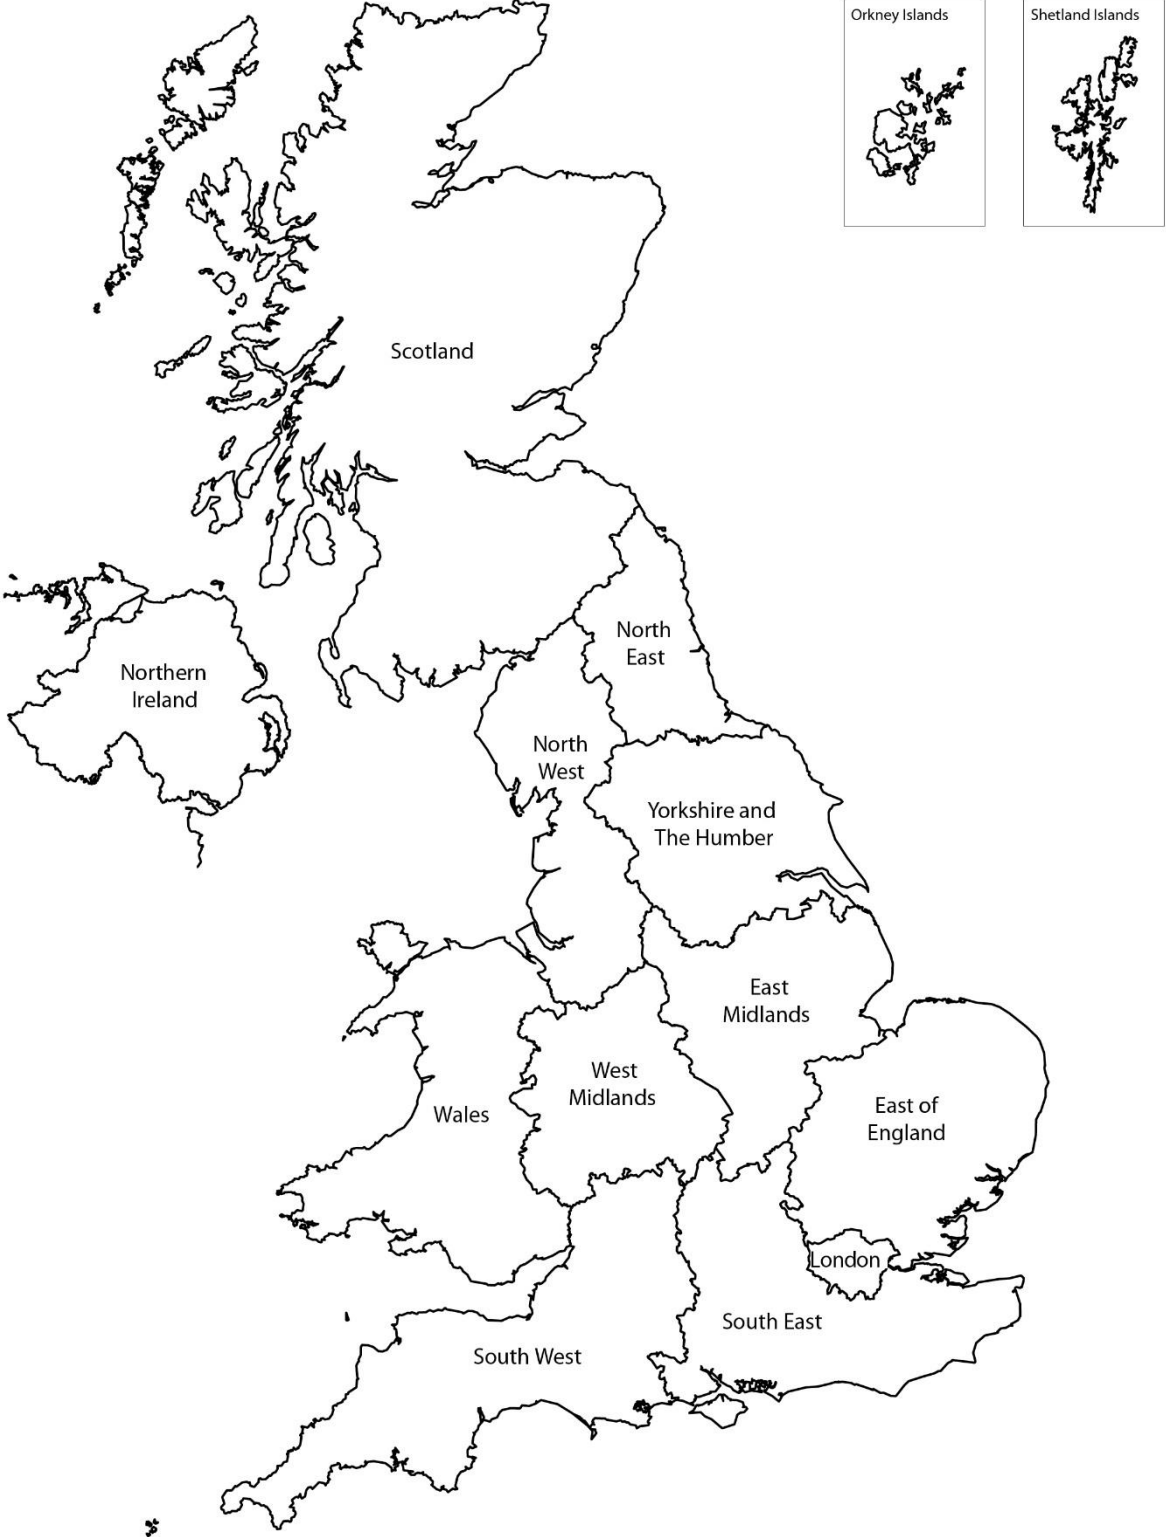 Orkney Islands
Shetland Islands
Scotland
North
East
Northern
Ireland
North
West
Yorkshire and
The Humber
East
Midlands
West
Midlands
East of
England
Wales
London
South East
South West